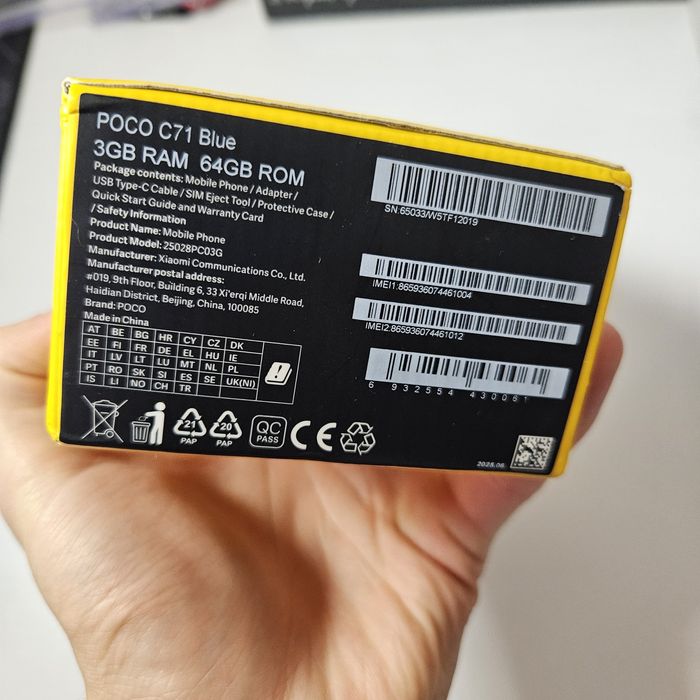 POCO C71 Blue
3GB RAM 64GB ROM
Package contents: Mobile Phone / Adapter /
USB Type-C Cable / SIM Eject Tool / Protective Case /
Quick Start Guide and Warranty Card
/ Safety Information
Product Name: Mobile Phone
Product Model: 25028PC03G
Manufacturer: Xiaomi Communications Co., Ltd.
Manufacturer postal address:
#019, 9th Floor, Building 6, 33 Xi'erqi Middle Road,
Haidian District, Beijing, China, 100085
Brand: POCO
Made in China
AT BE BG HR CY CZ DK
EE FI FR DE EL HU IE
IT LV LT LU MT NL PL
PT RO SK SI ES SE UK(NI)
IS LI NO CH TR
21
PAP
20
PAP
QC
PASS
CE
SN:65033/W5TF12019
IMEI1:865936074461004
IMEI2:865936074461012
6 932554 430061
2025.06